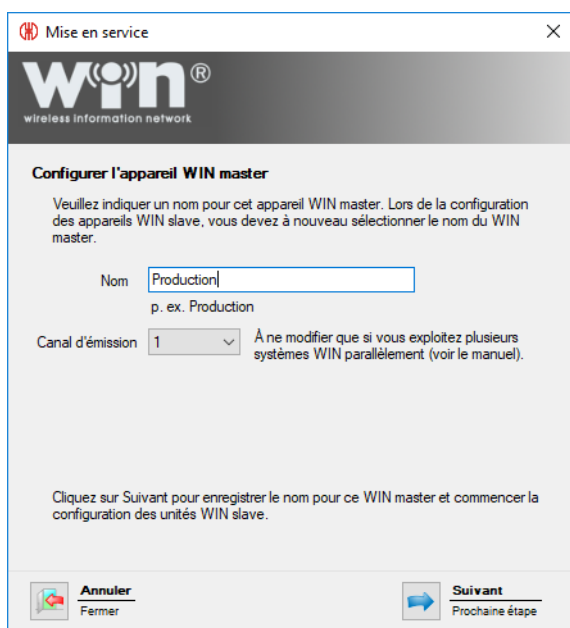 Mise en service
WIN®
wireless information network
Configurer l'appareil WIN master
Veuillez indiquer un nom pour cet appareil WIN master. Lors de la configuration
des appareils WIN slave, vous devez à nouveau sélectionner le nom du WIN
master.
Nom Production
p. ex. Production
Canal d'émission 1 À ne modifier que si vous exploitez plusieurs
systèmes WIN parallèlement (voir le manuel).
Cliquez sur Suivant pour enregistrer le nom pour ce WIN master et commencer la
configuration des unités WIN slave.
Annuler Suivant
Fermer Prochaine étape